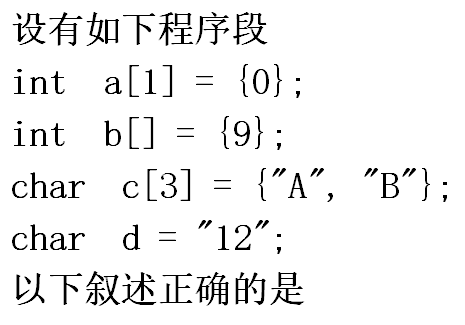 设有如下程序段
int a[1] = {0};
int b[] = {9};
char c[3] = {"A", "B"};
char d = "12";
以下叙述正确的是